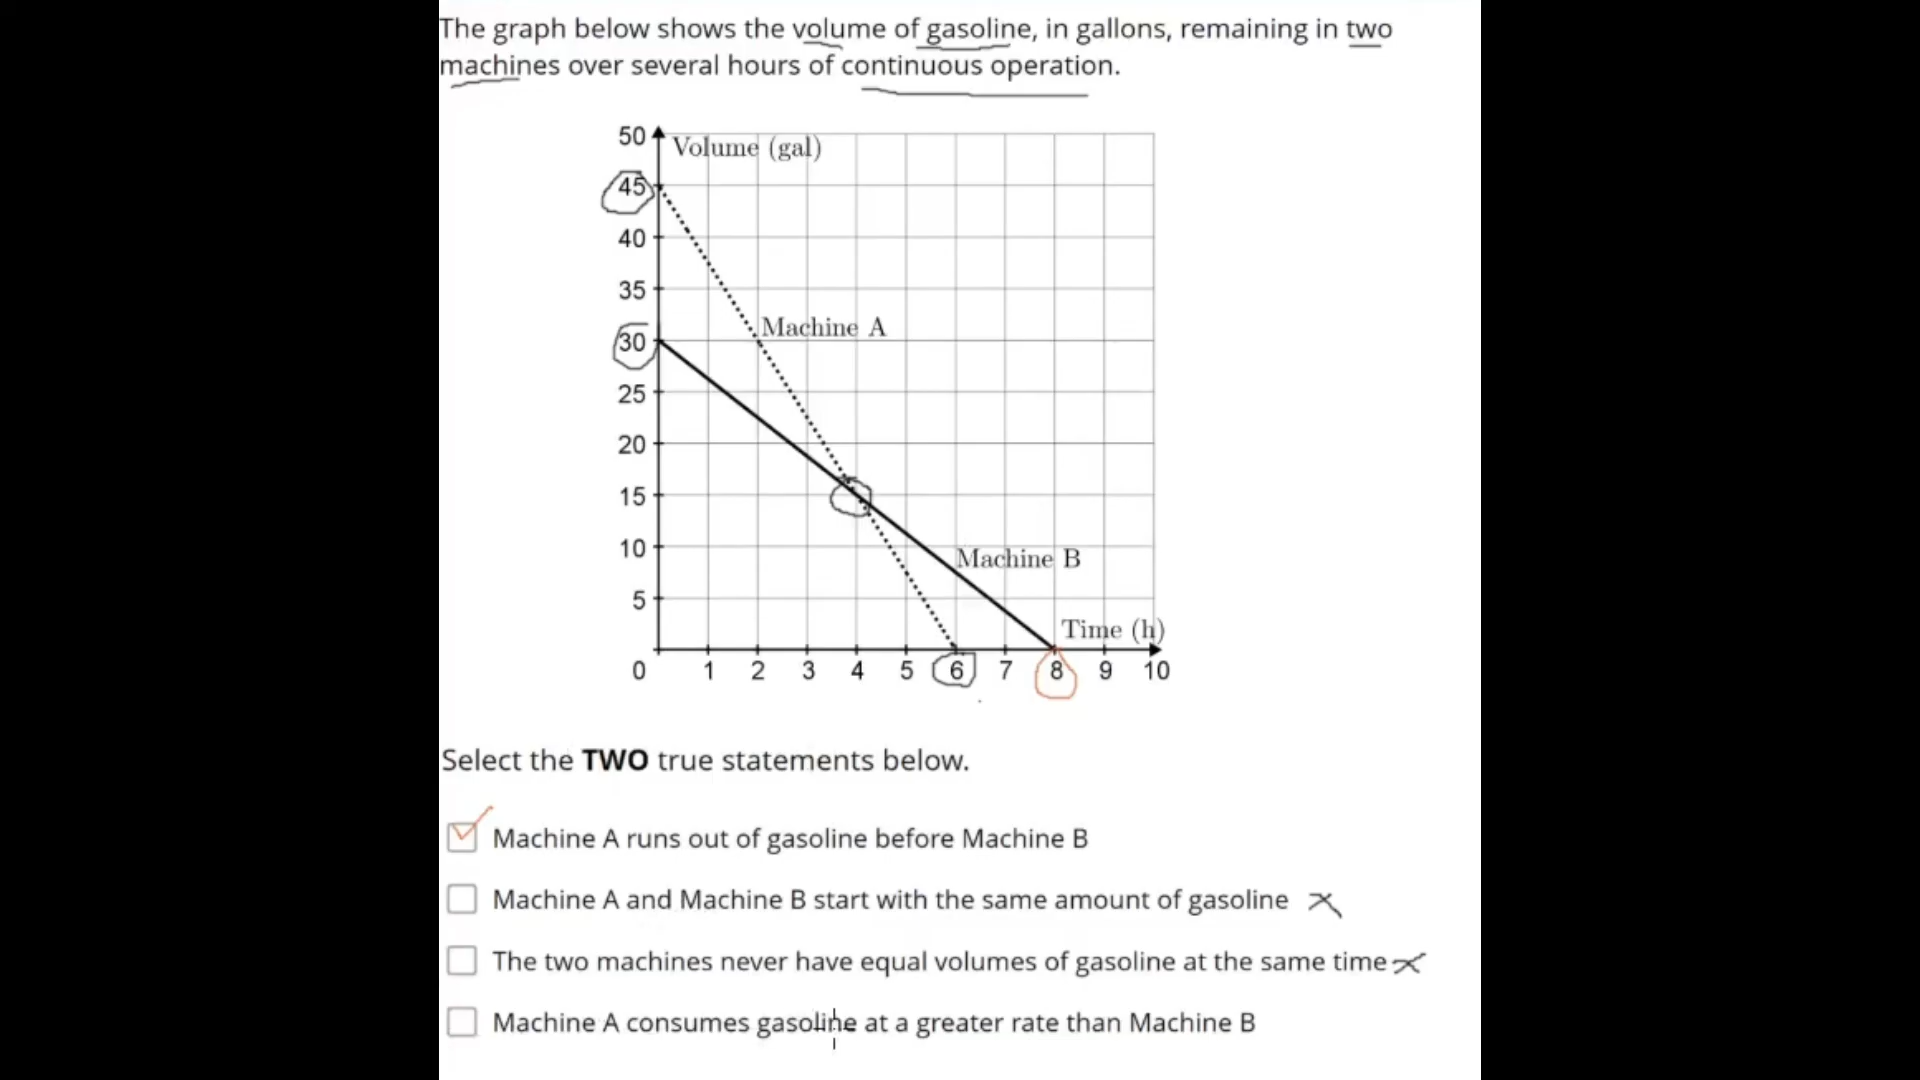 The graph below shows the volume of gasoline, in gallons, remaining in two
machines over several hours of continuous operation.
50
Volume (gal)
45
40
35
Machine A
30
25
20
15
10
Machine B
5
Time (h)
0 1 2 3 4 5 6 7 8 9 10
Select the TWO true statements below.
Machine A runs out of gasoline before Machine B
Machine A and Machine B start with the same amount of gasoline
The two machines never have equal volumes of gasoline at the same time
Machine A consumes gasoline at a greater rate than Machine B